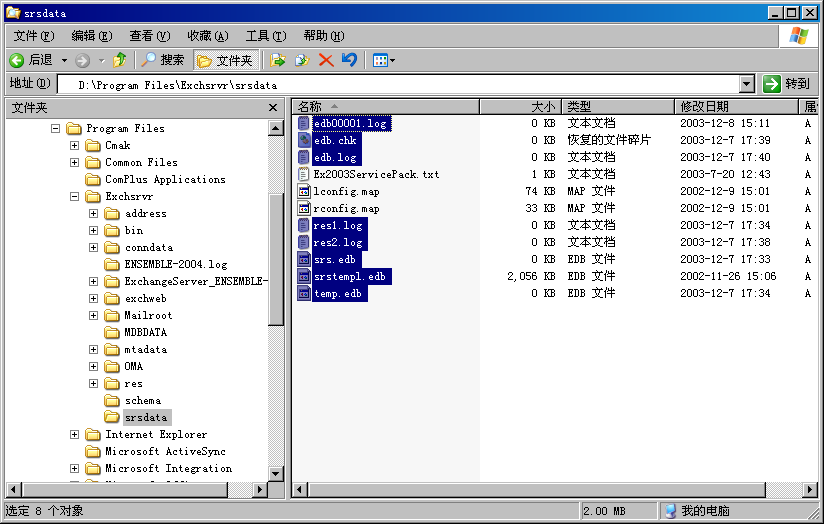 srsdata
文件(F) 编辑(E) 查看(V) 收藏(A) 工具(T) 帮助(H)
后退 搜索 文件夹
地址(D) D:\Program Files\Exchsrvr\srsdata 转到
文件夹
Program Files
Cmak
Common Files
ComPlus Applications
Exchsrvr
address
bin
conndata
ENSEMBLE-2004.log
ExchangeServer_ENSEMBLE-
exchweb
Mailroot
MDBDATA
mtadata
OMA
res
schema
srsdata
Internet Explorer
Microsoft ActiveSync
Microsoft Integration
名称 大小 类型 修改日期 属
edb00001.log 0 KB 文本文档 2003-12-8 15:11 A
edb.chk 0 KB 恢复的文件碎片 2003-12-7 17:39 A
edb.log 0 KB 文本文档 2003-12-7 17:40 A
Ex2003ServicePack.txt 1 KB 文本文档 2003-7-20 12:43 A
lconfig.map 74 KB MAP 文件 2002-12-9 15:01 A
rconfig.map 33 KB MAP 文件 2002-12-9 15:01 A
res1.log 0 KB 文本文档 2003-12-7 17:34 A
res2.log 0 KB 文本文档 2003-12-7 17:38 A
srs.edb 0 KB EDB 文件 2003-12-7 17:33 A
srstempl.edb 2,056 KB EDB 文件 2002-11-26 15:06 A
temp.edb 0 KB EDB 文件 2003-12-7 17:34 A
选定 8 个对象 2.00 MB 我的电脑